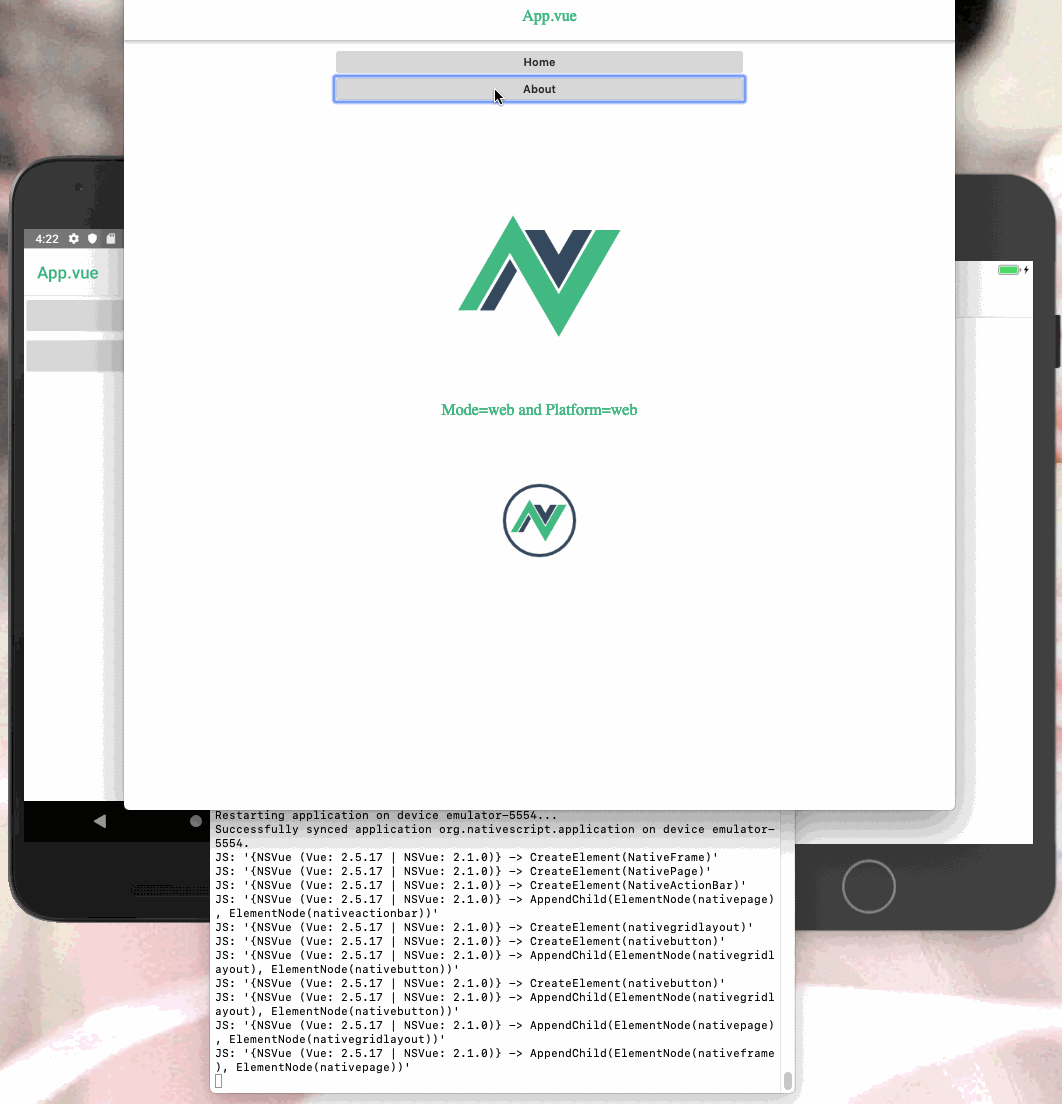 App.vue
Home
About
4:22
App.vue
Mode=web and Platform=web
Restarting application on device emulator-5554...
Successfully synced application org.nativescript.application on device emulator-
5554.
JS: '{NSVue (Vue: 2.5.17 | NSVue: 2.1.0)} -> CreateElement(NativeFrame)'
JS: '{NSVue (Vue: 2.5.17 | NSVue: 2.1.0)} -> CreateElement(NativePage)'
JS: '{NSVue (Vue: 2.5.17 | NSVue: 2.1.0)} -> CreateElement(NativeActionBar)'
JS: '{NSVue (Vue: 2.5.17 | NSVue: 2.1.0)} -> AppendChild(ElementNode(nativepage)
, ElementNode(nativeactionbar))'
JS: '{NSVue (Vue: 2.5.17 | NSVue: 2.1.0)} -> CreateElement(nativegridlayout)'
JS: '{NSVue (Vue: 2.5.17 | NSVue: 2.1.0)} -> CreateElement(nativebutton)'
JS: '{NSVue (Vue: 2.5.17 | NSVue: 2.1.0)} -> AppendChild(ElementNode(nativegridl
ayout), ElementNode(nativebutton))'
JS: '{NSVue (Vue: 2.5.17 | NSVue: 2.1.0)} -> CreateElement(nativebutton)'
JS: '{NSVue (Vue: 2.5.17 | NSVue: 2.1.0)} -> AppendChild(ElementNode(nativegridl
ayout), ElementNode(nativebutton))'
JS: '{NSVue (Vue: 2.5.17 | NSVue: 2.1.0)} -> AppendChild(ElementNode(nativepage)
, ElementNode(nativegridlayout))'
JS: '{NSVue (Vue: 2.5.17 | NSVue: 2.1.0)} -> AppendChild(ElementNode(nativeframe
), ElementNode(nativepage))'